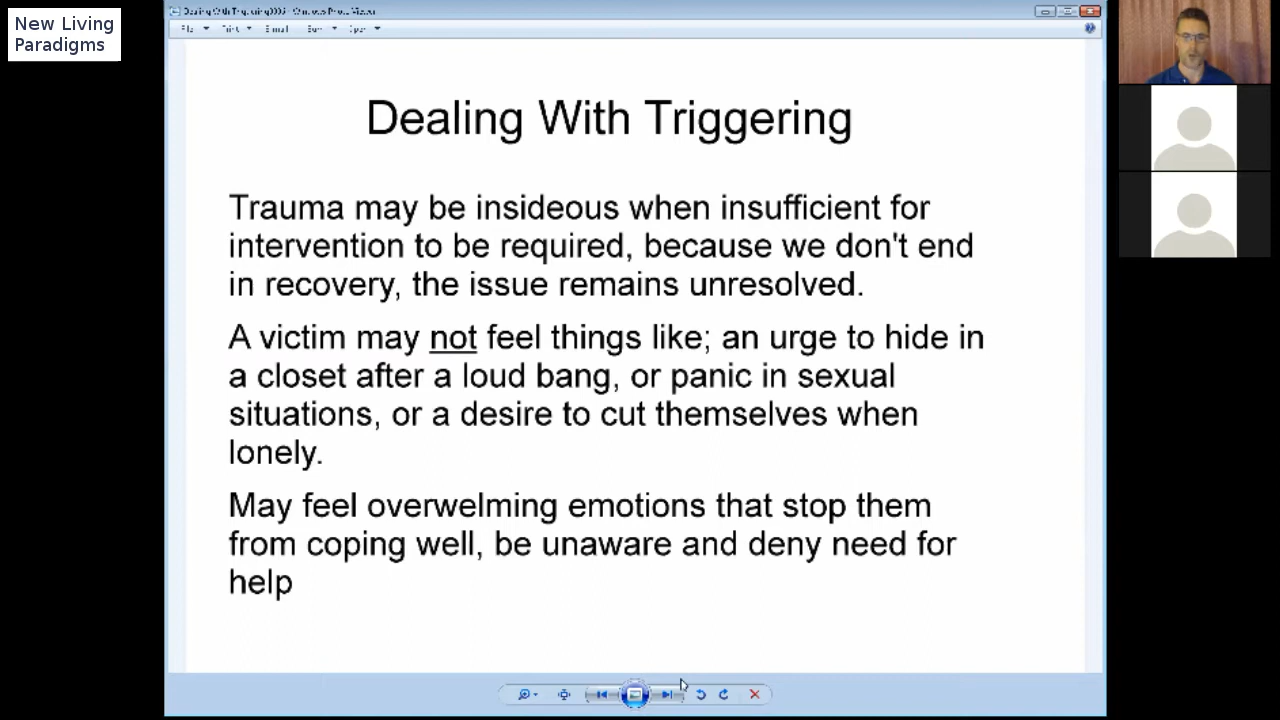 New Living
Paradigms
Dealing With Triggering
Trauma may be insideous when insufficient for
intervention to be required, because we don't end
in recovery, the issue remains unresolved.
A victim may not feel things like; an urge to hide in
a closet after a loud bang, or panic in sexual
situations, or a desire to cut themselves when
lonely.
May feel overwelming emotions that stop them
from coping well, be unaware and deny need for
help